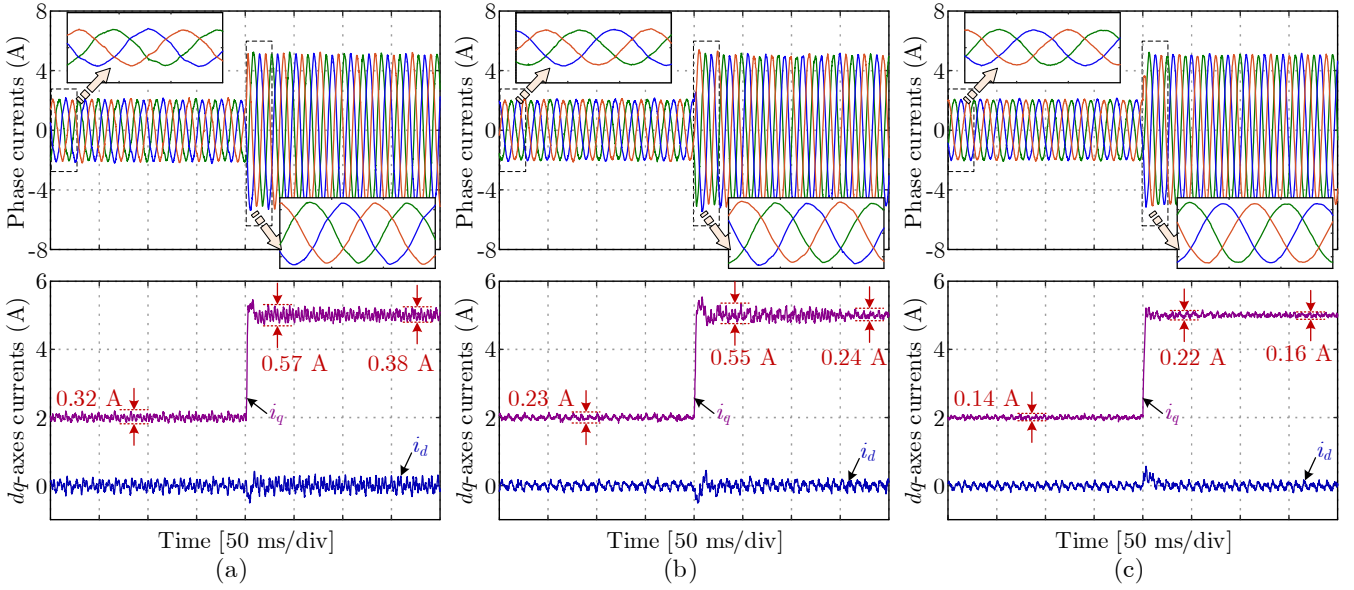 Phase currents (A)
8
4
0
-4
-8
dq-axes currents (A)
6
4
2
0
0.32 A
0.57 A
0.38 A
i_q
i_d
Time [50 ms/div]
(a)
Phase currents (A)
8
4
0
-4
-8
dq-axes currents (A)
6
4
2
0
0.23 A
0.55 A
0.24 A
i_q
i_d
Time [50 ms/div]
(b)
Phase currents (A)
8
4
0
-4
-8
dq-axes currents (A)
6
4
2
0
0.14 A
0.22 A
0.16 A
i_q
i_d
Time [50 ms/div]
(c)